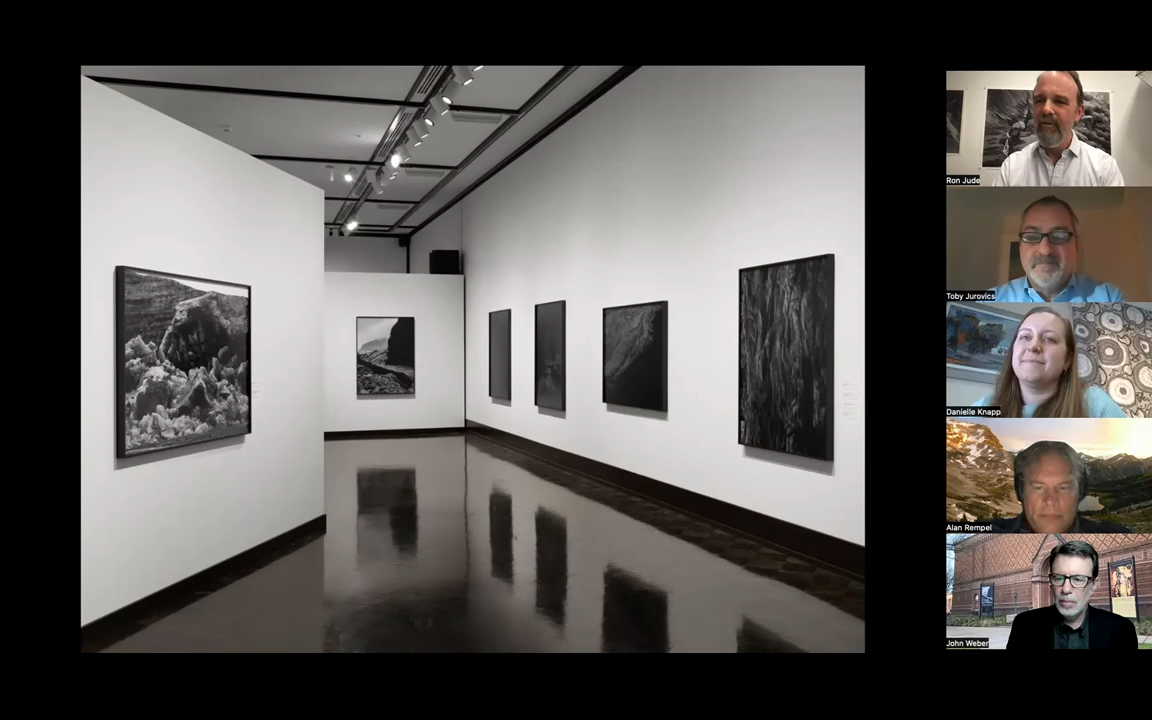 Ron Jude
Toby Jurovics
Danielle Knapp
Alan Rempel
John Weber